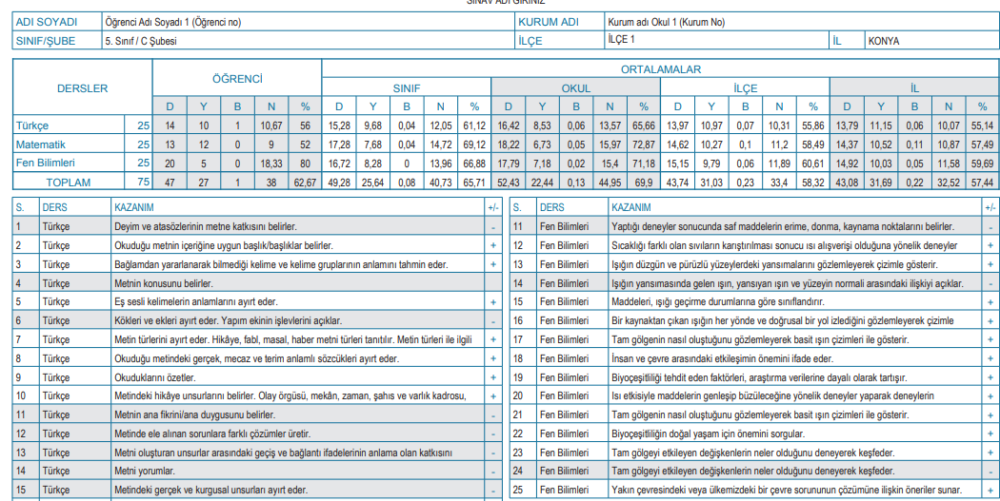 SINAV ADI GİRİNİZ
ADI SOYADI Öğrenci Adı Soyadı 1 (Öğrenci no) KURUM ADI Kurum adı Okul 1 (Kurum No)
SINIF/ŞUBE 5. Sınıf / C Şubesi İLÇE İLÇE 1 İL KONYA
DERSLER ÖĞRENCİ ORTALAMALAR
SINIF OKUL İLÇE İL
D Y B N % D Y B N % D Y B N % D Y B N % D Y B N %
Türkçe 25 14 10 1 10,67 56 15,28 9,68 0,04 12,05 61,12 16,42 8,53 0,06 13,57 65,66 13,97 10,97 0,07 10,31 55,86 13,79 11,15 0,06 10,07 55,14
Matematik 25 13 12 0 9 52 17,28 7,68 0,04 14,72 69,12 18,22 6,73 0,05 15,97 72,87 14,62 10,27 0,1 11,2 58,49 14,37 10,52 0,11 10,87 57,49
Fen Bilimleri 25 20 5 0 18,33 80 16,72 8,28 0 13,96 66,88 17,79 7,18 0,02 15,4 71,18 15,15 9,79 0,06 11,89 60,61 14,92 10,03 0,05 11,58 59,69
TOPLAM 75 47 27 1 38 62,67 49,28 25,64 0,08 40,73 65,71 52,43 22,44 0,13 44,95 69,9 43,74 31,03 0,23 33,4 58,32 43,08 31,69 0,22 32,52 57,44
S. DERS KAZANIM +/-
1 Türkçe Deyim ve atasözlerinin metne katkısını belirler. -
2 Türkçe Okuduğu metnin içeriğine uygun başlık/başlıklar belirler. +
3 Türkçe Bağlamdan yararlanarak bilmediği kelime ve kelime gruplarının anlamını tahmin eder. +
4 Türkçe Metnin konusunu belirler. -
5 Türkçe Eş sesli kelimelerin anlamlarını ayırt eder. +
6 Türkçe Kökleri ve ekleri ayırt eder. Yapım ekinin işlevlerini açıklar. -
7 Türkçe Metin türlerini ayırt eder. Hikâye, fabl, masal, haber metni türleri tanıtılır. Metin türleri ile ilgili +
8 Türkçe Okuduğu metindeki gerçek, mecaz ve terim anlamlı sözcükleri ayırt eder. +
9 Türkçe Okuduklarını özetler. +
10 Türkçe Metindeki hikâye unsurlarını belirler. Olay örgüsü, mekân, zaman, şahıs ve varlık kadrosu, +
11 Türkçe Metnin ana fikrini/ana duygusunu belirler. -
12 Türkçe Metinde ele alınan sorunlara farklı çözümler üretir. -
13 Türkçe Metni oluşturan unsurlar arasındaki geçiş ve bağlantı ifadelerinin anlama olan katkısını -
14 Türkçe Metni yorumlar. -
15 Türkçe Metindeki gerçek ve kurgusal unsurları ayırt eder. -
S. DERS KAZANIM +/-
11 Fen Bilimleri Yaptığı deneyler sonucunda saf maddelerin erime, donma, kaynama noktalarını belirler. -
12 Fen Bilimleri Sıcaklığı farklı olan sıvıların karıştırılması sonucu ısı alışverişi olduğuna yönelik deneyler +
13 Fen Bilimleri Işığın düzgün ve pürüzlü yüzeylerdeki yansımalarını gözlemleyerek çizimle gösterir. +
14 Fen Bilimleri Işığın yansımasında gelen ışın, yansıyan ışın ve yüzeyin normali arasındaki ilişkiyi açıklar. -
15 Fen Bilimleri Maddeleri, ışığı geçirme durumlarına göre sınıflandırır. +
16 Fen Bilimleri Bir kaynaktan çıkan ışığın her yönde ve doğrusal bir yol izlediğini gözlemleyerek çizimle +
17 Fen Bilimleri Tam gölgenin nasıl oluştuğunu gözlemleyerek basit ışın çizimleri ile gösterir. +
18 Fen Bilimleri İnsan ve çevre arasındaki etkileşimin önemini ifade eder. +
19 Fen Bilimleri Biyoçeşitliliği tehdit eden faktörleri, araştırma verilerine dayalı olarak tartışır. +
20 Fen Bilimleri Isı etkisiyle maddelerin genleşip büzüleceğine yönelik deneyler yaparak deneylerin +
21 Fen Bilimleri Tam gölgenin nasıl oluştuğunu gözlemleyerek basit ışın çizimleri ile gösterir. +
22 Fen Bilimleri Biyoçeşitliliğin doğal yaşam için önemini sorgular. +
23 Fen Bilimleri Tam gölgeyi etkileyen değişkenlerin neler olduğunu deneyerek keşfeder. +
24 Fen Bilimleri Tam gölgeyi etkileyen değişkenlerin neler olduğunu deneyerek keşfeder. -
25 Fen Bilimleri Yakın çevresindeki veya ülkemizdeki bir çevre sorununun çözümüne ilişkin öneriler sunar. +